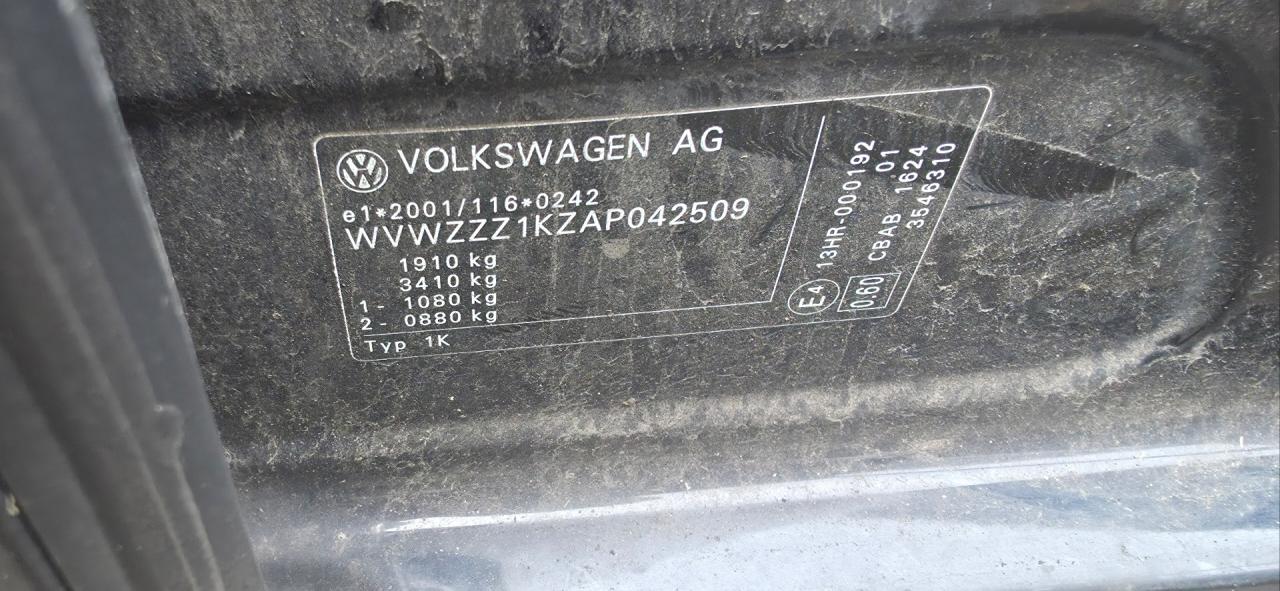 VOLKSWAGEN AG
e1*2001/116*0242
WVWZZZ1KZAP042509
1910 kg
3410 kg
1- 1080 kg
2- 0880 kg
Typ 1K
E4 13HR-000192
01
0.60 CBAB 1624
3546310